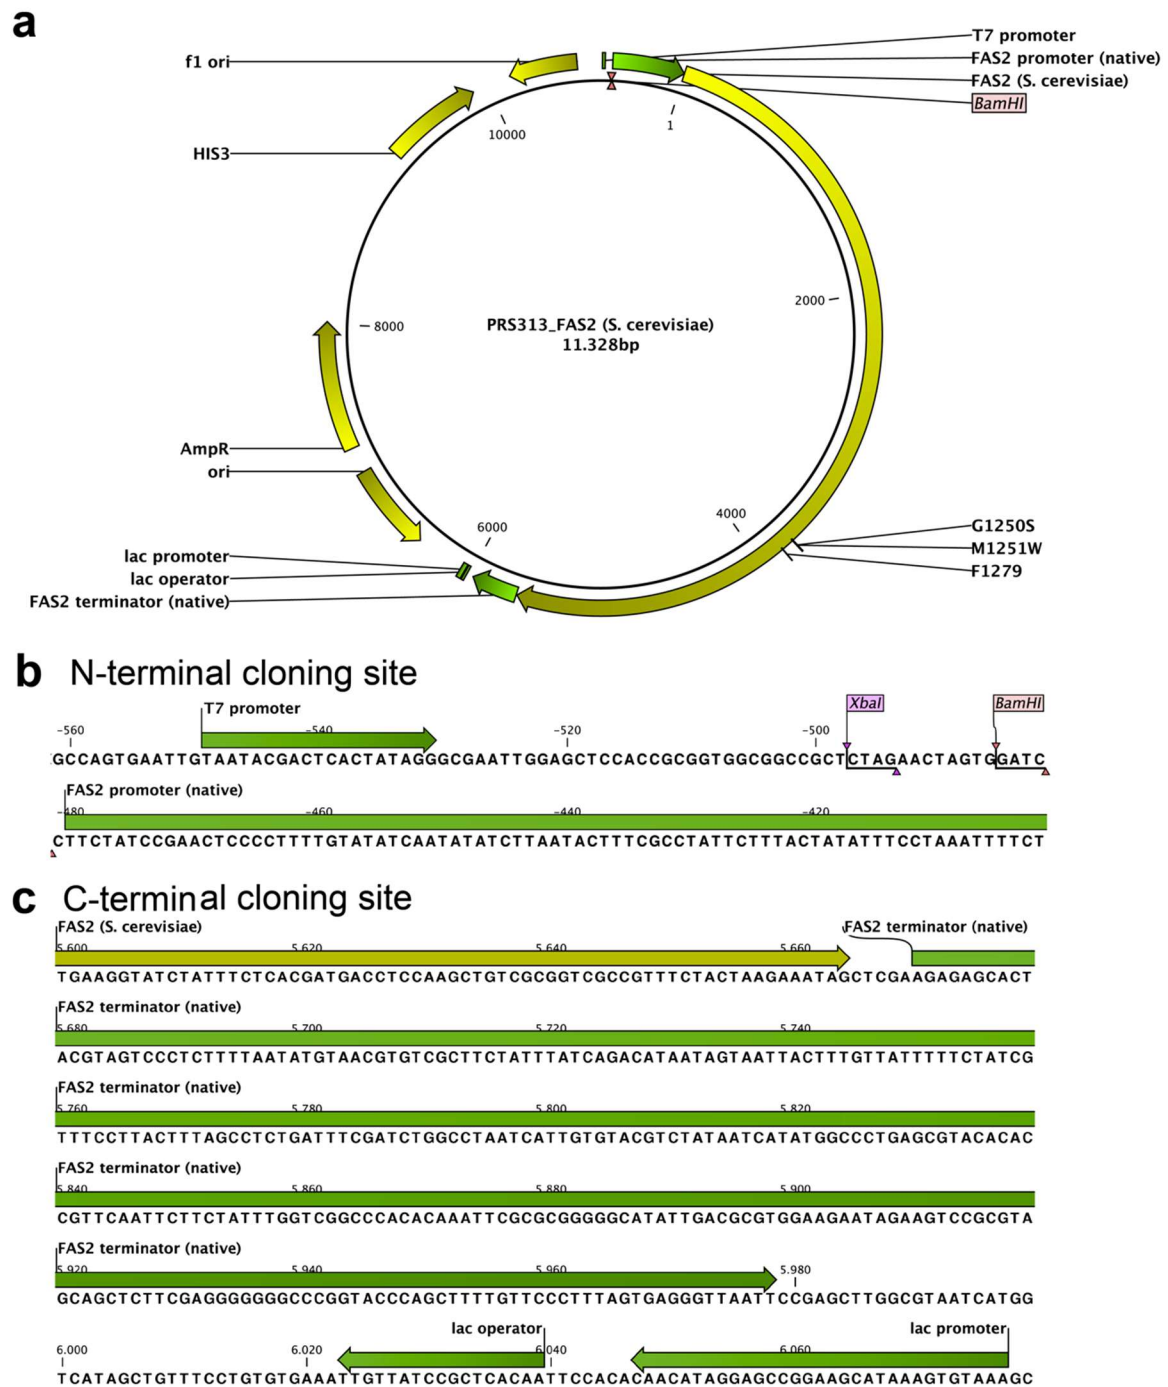 a
T7 promoter
f1 ori
FAS2 promoter (native)
FAS2 (S. cerevisiae)
BamHI
10000
1
HIS3
2000
PRS313_FAS2 (S. cerevisiae)
11.328bp
8000
AmpR
ori
4000
6000
G1250S
lac promoter
M1251W
lac operator
F1279
FAS2 terminator (native)
b N-terminal cloning site
XbaI BamHI
T7 promoter
-560 -540 -520 -500
GCCAGTGAATTGTAATACGACTCACTATAGGGCGAATTGGAGCTCCACCGCGGTGGCGGCCGCTCTAGAACTAGTGGATC
FAS2 promoter (native)
-480 -460 -440 -420
CTTCTATCCGAACTCCCCTTTTGTATATCAATATATCTTAATACTTTCGCCTATTCTTTACTATATTTCCTAAATTTTCT
c C-terminal cloning site
FAS2 (S. cerevisiae) FAS2 terminator (native)
5.600 5.620 5.640 5.660
TGAAGGTATCTATTTCTCACGATGACCTCCAAGCTGTCGCGGTCGCCGTTTCTACTAAGAAATAGCTCGAAGAGAGCACT
FAS2 terminator (native)
5.680 5.700 5.720 5.740
ACGTAGTCCCTCTTTTAATATGTAACGTGTCGCTTCTATTTATCAGACATAATAGTAATTACTTTGTTATTTTTCTATCG
FAS2 terminator (native)
5.760 5.780 5.800 5.820
TTTCCTTACTTTAGCCTCTGATTTCGATCTGGCCTAATCATTGTGTACGTCTATAATCATATGGCCCTGAGCGTACACAC
FAS2 terminator (native)
5.840 5.860 5.880 5.900
CGTTCAATTCTTCTATTTGGTCGGCCCACACAAATTCGCGCGGGGGCATATTGACGCGTGGAAGAATAGAAGTCCGCGTA
FAS2 terminator (native)
5.920 5.940 5.960 5.980
GCAGCTCTTCGAGGGGGGGCCCGGTACCCAGCTTTTGTTCCCTTTAGTGAGGGTTAATTCCGAGCTTGGCGTAATCATGG
lac operator lac promoter
6.000 6.020 6.040 6.060
TCATAGCTGTTTCCTGTGTGAAATTGTTATCCGCTCACAATTCCACACAACATAGGAGCCGGAAGCATAAAGTGTAAAGC